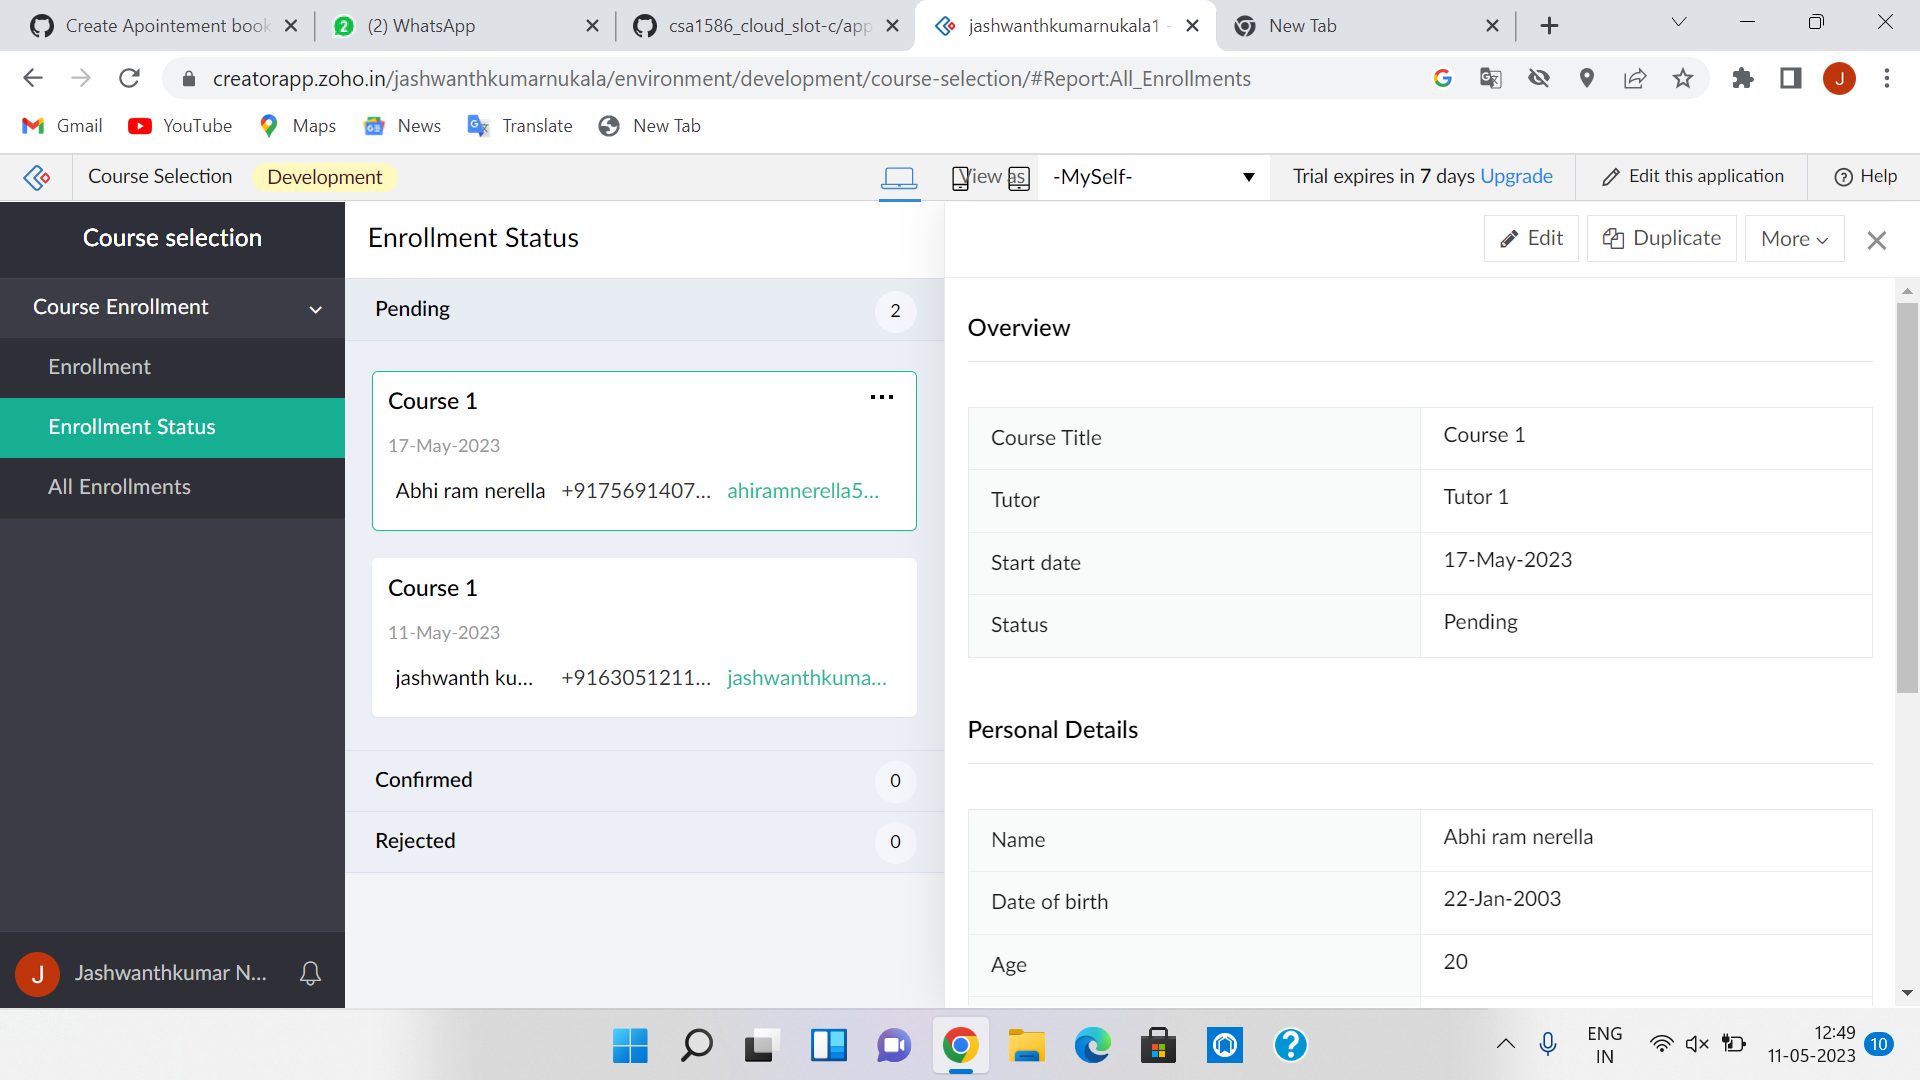 Create Apointement book
(2) WhatsApp
csa1586_cloud_slot-c/app
jashwanthkumarnukala1 -
New Tab
creatorapp.zoho.in/jashwanthkumarnukala/environment/development/course-selection/#Report:All_Enrollments
J
Gmail
YouTube
Maps
News
Translate
New Tab
Course Selection
Development
View as
-MySelf-
Trial expires in 7 days Upgrade
Edit this application
Help
Course selection
Course Enrollment
Enrollment
Enrollment Status
All Enrollments
J
Jashwanthkumar N...
Enrollment Status
Pending 2
Course 1
17-May-2023
Abhi ram nerella +9175691407... ahiramnerella5...
Course 1
11-May-2023
jashwanth ku... +9163051211... jashwanthkuma...
Confirmed 0
Rejected 0
Edit
Duplicate
More
Overview
Course Title Course 1
Tutor Tutor 1
Start date 17-May-2023
Status Pending
Personal Details
Name Abhi ram nerella
Date of birth 22-Jan-2003
Age 20
ENG
IN
12:49
11-05-2023
10